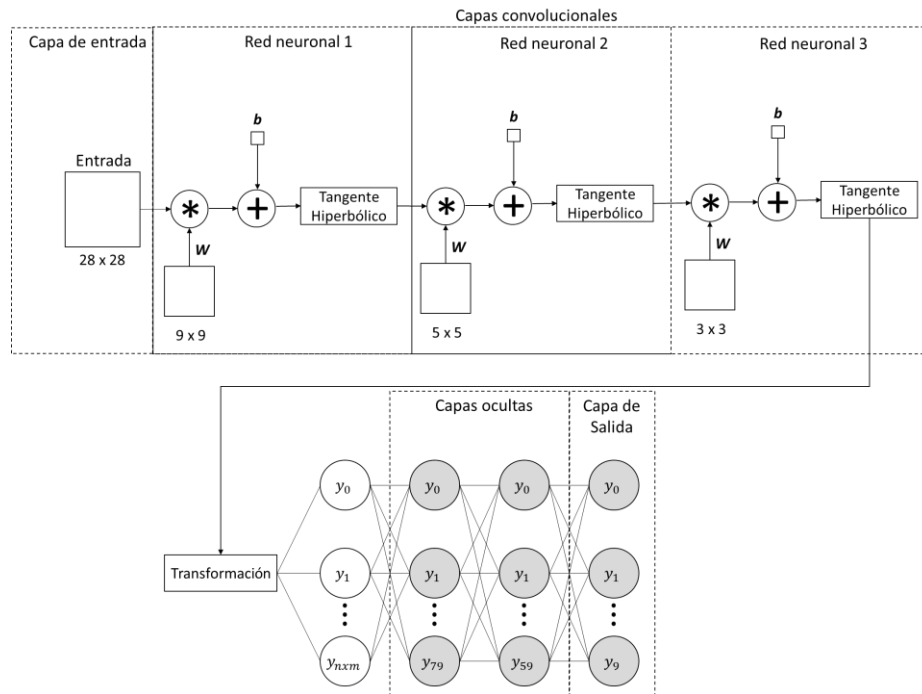 Capas convolucionales
Capa de entrada
Red neuronal 1
Red neuronal 2
Red neuronal 3
b
b
b
Entrada
*
+
Tangente
Hiperbólico
*
+
Tangente
Hiperbólico
*
+
Tangente
Hiperbólico
W
W
W
28 x 28
9 x 9
5 x 5
3 x 3
Capas ocultas
Capa de
Salida
y₀
y₀
y₀
y₀
Transformación
y₁
y₁
y₁
y₁
yₙₓₘ
y₇₉
y₅₉
y₉